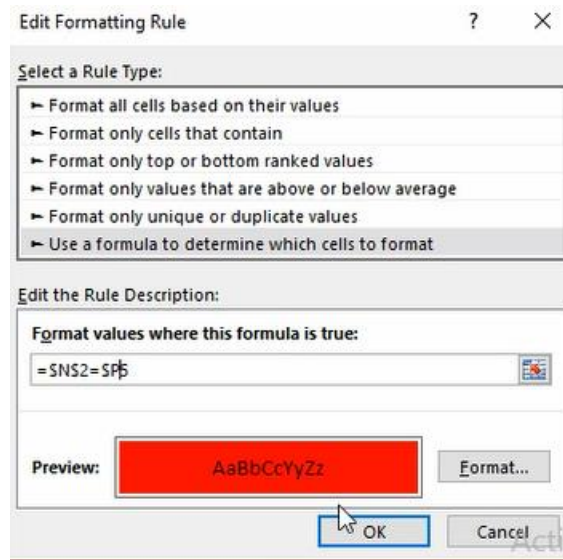 Edit Formatting Rule ? ✕
Select a Rule Type:
► Format all cells based on their values
► Format only cells that contain
► Format only top or bottom ranked values
► Format only values that are above or below average
► Format only unique or duplicate values
► Use a formula to determine which cells to format
Edit the Rule Description:
Format values where this formula is true:
=$N$2=$P5
Preview: AaBbCcYyZz Format...
OK Cancel
Acti